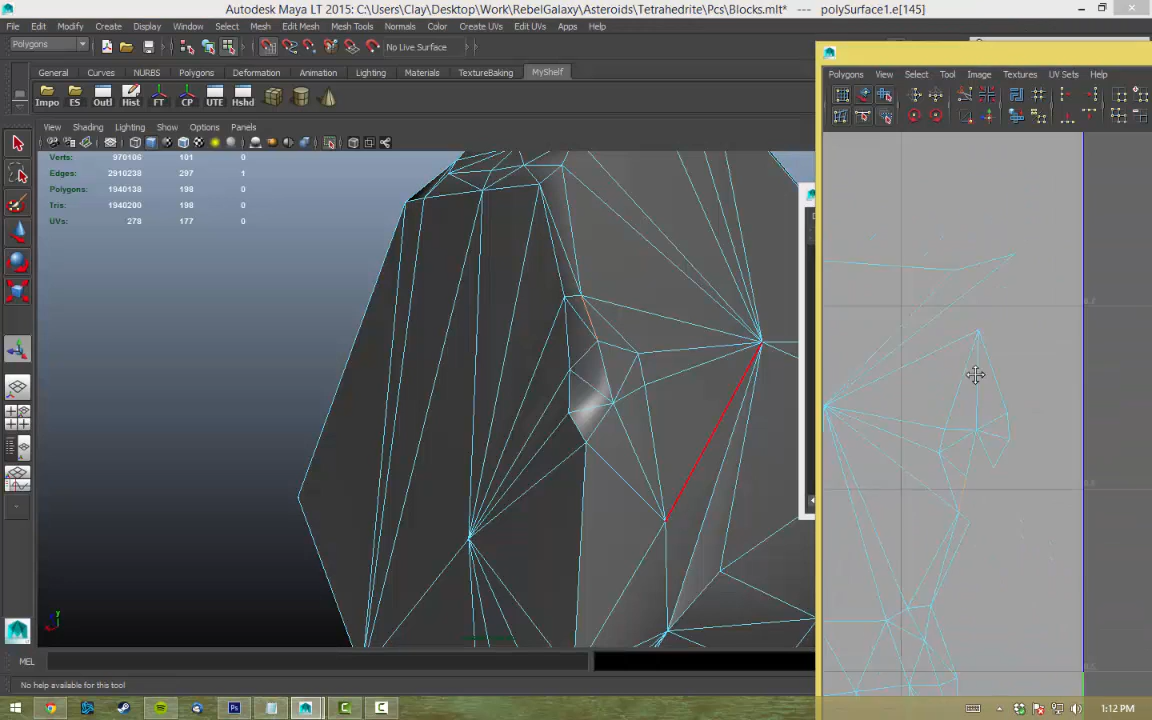 Autodesk Maya LT 2015: C:\Users\Clay\Desktop\Work\RebelGalaxy\Asteroids\Tetrahedrite\Pcs\Blocks.mlt* --- polySurface1.e[145]
File Edit Modify Create Display Window Select Mesh Edit Mesh Mesh Tools Normals Color Create UVs Edit UVs Apps Help
Polygons No Live Surface
General Curves NURBS Polygons Deformation Animation Lighting Materials TextureBaking MyShelf
Impo ES Outl Hist FT CP UTE Hshd
View Shading Lighting Show Options Panels
Polygons View Select Tool Image Textures UV Sets Help
Verts: 970106 101 0
Edges: 2910238 297 1
Polygons: 1940138 198 0
Tris: 1940200 198 0
UVs: 278 177 0
MEL
No help available for this tool
1:12 PM